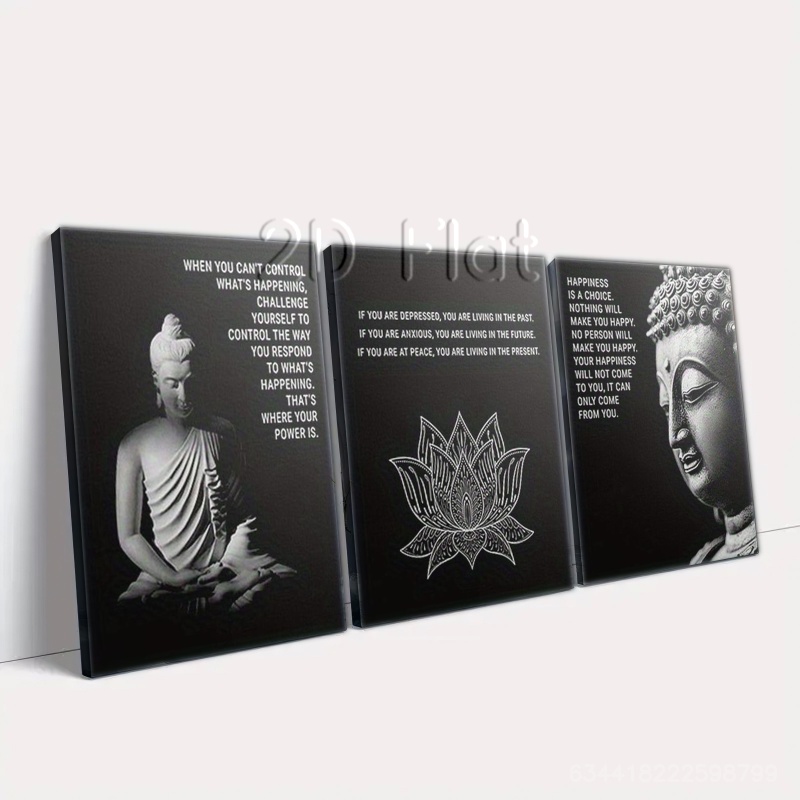 2D Flat
WHEN YOU CAN'T CONTROL
WHAT'S HAPPENING,
CHALLENGE
YOURSELF TO
CONTROL THE WAY
YOU RESPOND
TO WHAT'S
HAPPENING.
THAT'S
WHERE YOUR
POWER IS.
IF YOU ARE DEPRESSED, YOU ARE LIVING IN THE PAST.
IF YOU ARE ANXIOUS, YOU ARE LIVING IN THE FUTURE.
IF YOU ARE AT PEACE, YOU ARE LIVING IN THE PRESENT.
HAPPINESS
IS A CHOICE.
NOTHING WILL
MAKE YOU HAPPY.
NO PERSON WILL
MAKE YOU HAPPY.
YOUR HAPPINESS
WILL NOT COME
TO YOU, IT CAN
ONLY COME
FROM YOU.